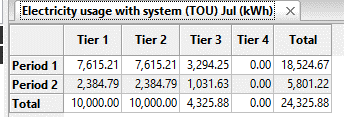 Electricity usage with system (TOU) Jul (kWh)
Tier 1 Tier 2 Tier 3 Tier 4 Total
Period 1 7,615.21 7,615.21 3,294.25 0.00 18,524.67
Period 2 2,384.79 2,384.79 1,031.63 0.00 5,801.22
Total 10,000.00 10,000.00 4,325.88 0.00 24,325.88